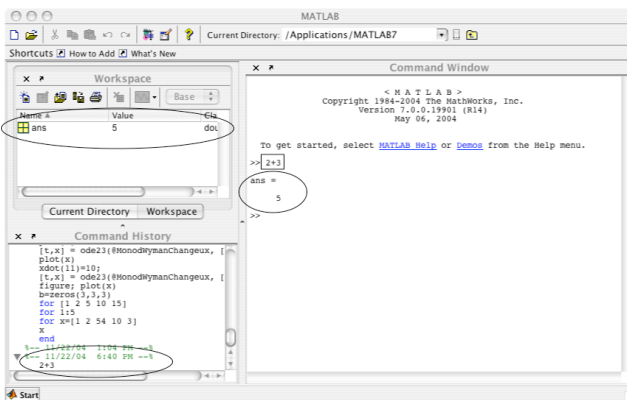 MATLAB
Current Directory: /Applications/MATLAB7
Shortcuts How to Add What's New
Workspace
Base
Name Value Cla
ans 5 dou
Current Directory Workspace
Command History
[t,x] = ode23(@MonodWymanChangeux, [
plot(x)
xdot(11)=10;
[t,x] = ode23(@MonodWymanChangeux, [
figure; plot(x)
b=zeros(3,3,3)
for [1 2 5 10 15]
for 1:5
for x=[1 2 54 10 3]
x
end
%-- 11/22/04 1:04 PM --%
%-- 11/22/04 6:40 PM --%
2+3
Command Window
< M A T L A B >
Copyright 1984-2004 The MathWorks, Inc.
Version 7.0.0.19901 (R14)
May 06, 2004
To get started, select MATLAB Help or Demos from the Help menu.
>> 2+3
ans =
5
>>
Start